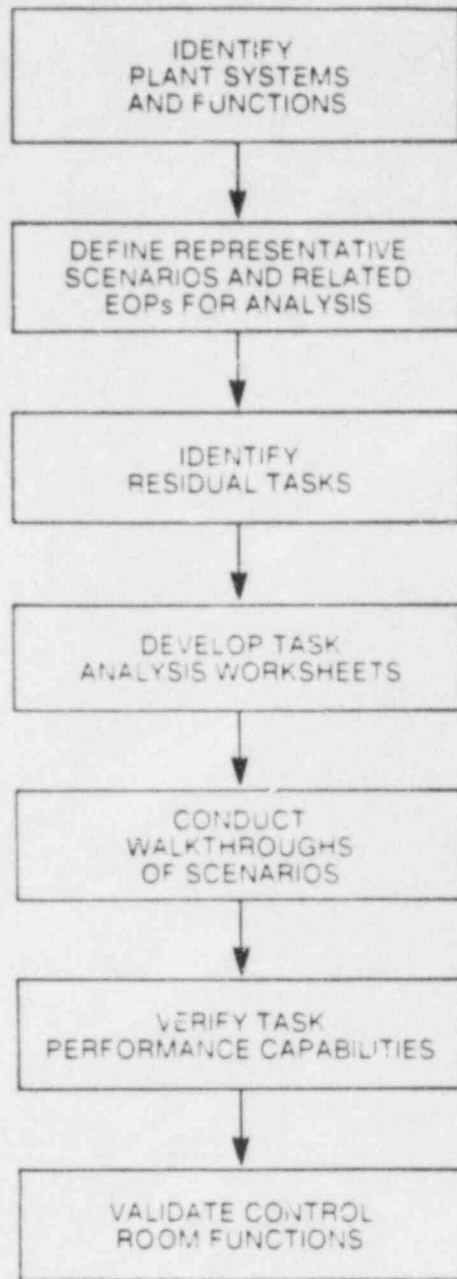 IDENTIFY
PLANT SYSTEMS
AND FUNCTIONS
DEFINE REPRESENTATIVE
SCENARIOS AND RELATED
EOPs FOR ANALYSIS
IDENTIFY
RESIDUAL TASKS
DEVELOP TASK
ANALYSIS WORKSHEETS
CONDUCT
WALKTHROUGHS
OF SCENARIOS
VERIFY TASK
PERFORMANCE CAPABILITIES
VALIDATE CONTROL
ROOM FUNCTIONS